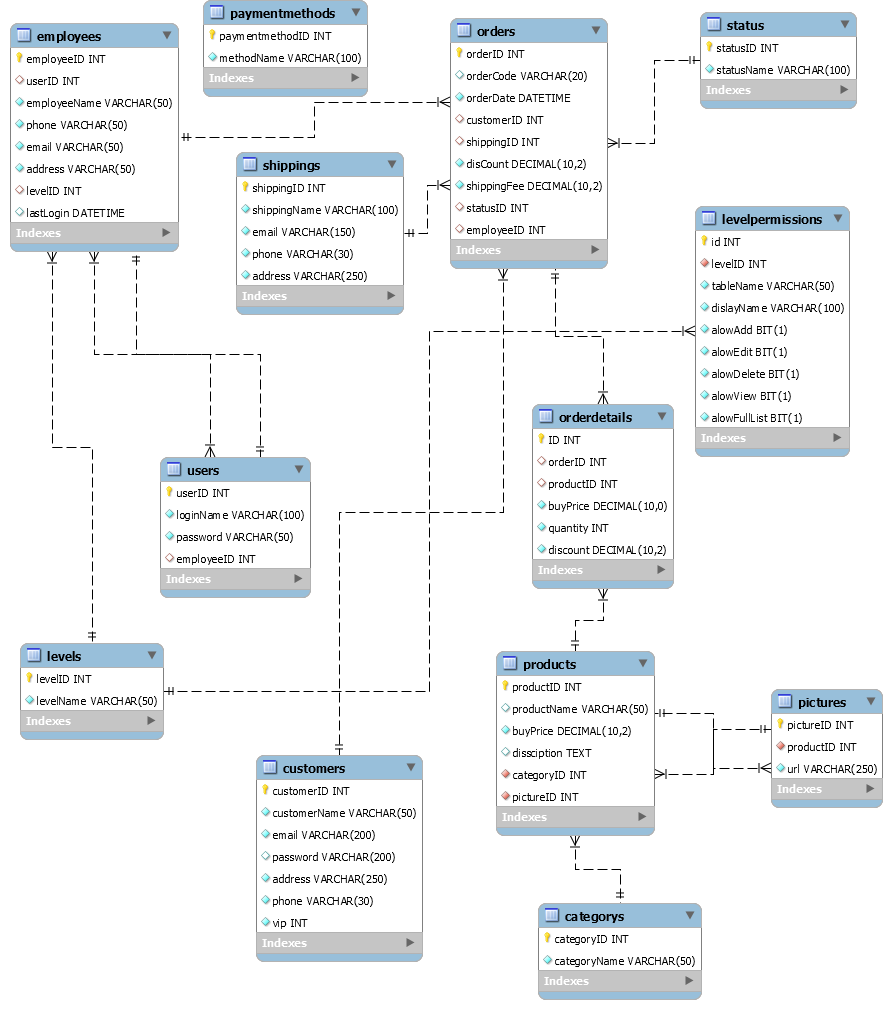 employees
employeeID INT
userID INT
employeeName VARCHAR(50)
phone VARCHAR(50)
email VARCHAR(50)
address VARCHAR(50)
levelID INT
lastLogin DATETIME
Indexes
paymentmethods
paymentmethodID INT
methodName VARCHAR(100)
Indexes
orders
orderID INT
orderCode VARCHAR(20)
orderDate DATETIME
customerID INT
shippingID INT
disCount DECIMAL(10,2)
shippingFee DECIMAL(10,2)
statusID INT
employeeID INT
Indexes
status
statusID INT
statusName VARCHAR(100)
Indexes
shippings
shippingID INT
shippingName VARCHAR(100)
email VARCHAR(150)
phone VARCHAR(30)
address VARCHAR(250)
Indexes
levelpermissions
id INT
levelID INT
tableName VARCHAR(50)
dislayName VARCHAR(100)
alowAdd BIT(1)
alowEdit BIT(1)
alowDelete BIT(1)
alowView BIT(1)
alowFullList BIT(1)
Indexes
orderdetails
ID INT
orderID INT
productID INT
buyPrice DECIMAL(10,0)
quantity INT
discount DECIMAL(10,2)
Indexes
users
userID INT
loginName VARCHAR(100)
password VARCHAR(50)
employeeID INT
Indexes
levels
levelID INT
levelName VARCHAR(50)
Indexes
products
productID INT
productName VARCHAR(50)
buyPrice DECIMAL(10,2)
dissciption TEXT
categoryID INT
pictureID INT
Indexes
pictures
pictureID INT
productID INT
url VARCHAR(250)
Indexes
customers
customerID INT
customerName VARCHAR(50)
email VARCHAR(200)
password VARCHAR(200)
address VARCHAR(250)
phone VARCHAR(30)
vip INT
Indexes
categorys
categoryID INT
categoryName VARCHAR(50)
Indexes